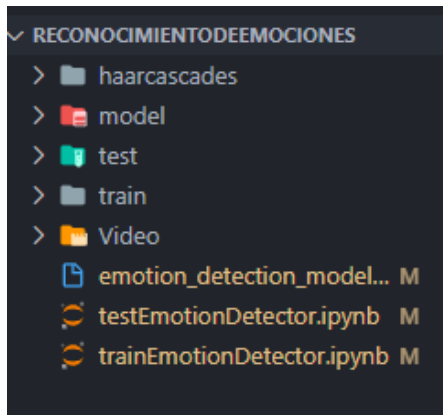 RECONOCIMIENTODEEMOCIONES
haarcascades
model
test
train
Video
emotion_detection_model... M
testEmotionDetector.ipynb M
trainEmotionDetector.ipynb M